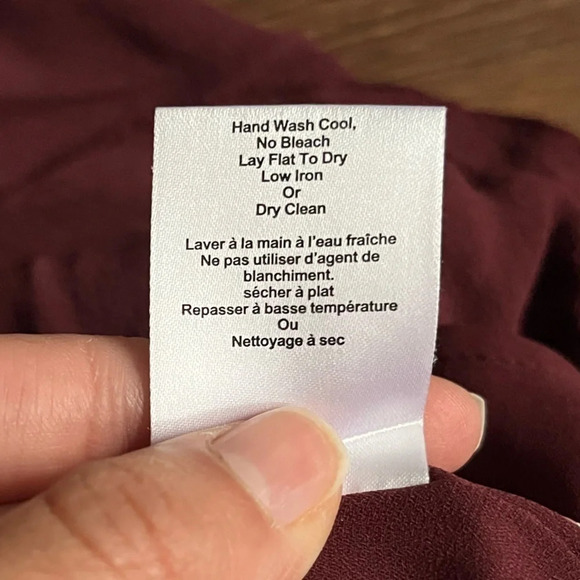 Hand Wash Cool,
No Bleach
Lay Flat To Dry
Low Iron
Or
Dry Clean
Laver à la main à l'eau fraîche
Ne pas utiliser d'agent de
blanchiment.
sécher à plat
Repasser à basse température
Ou
Nettoyage à sec